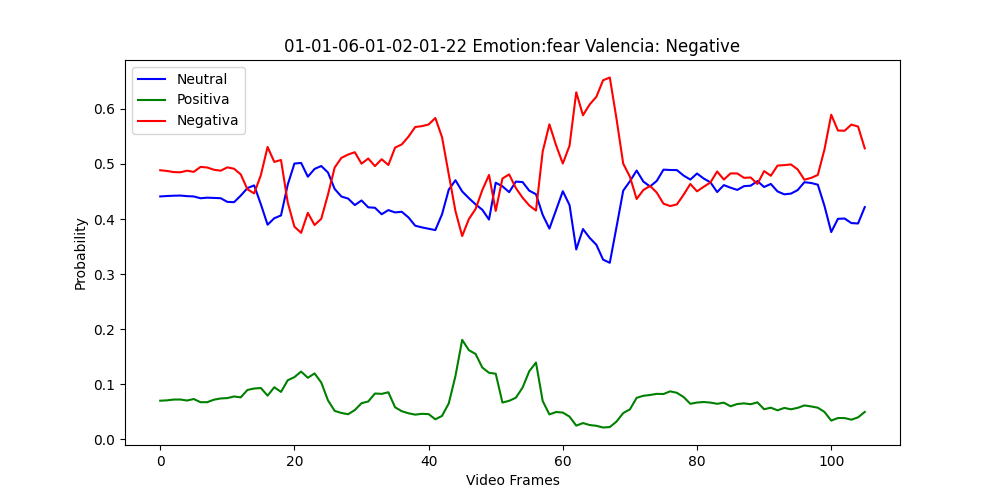 01-01-06-01-02-01-22 Emotion:fear Valencia: Negative
Neutral
Positiva
Negativa
0.6
0.5
0.4
0.3
0.2
0.1
0.0
Probability
0 20 40 60 80 100
Video Frames